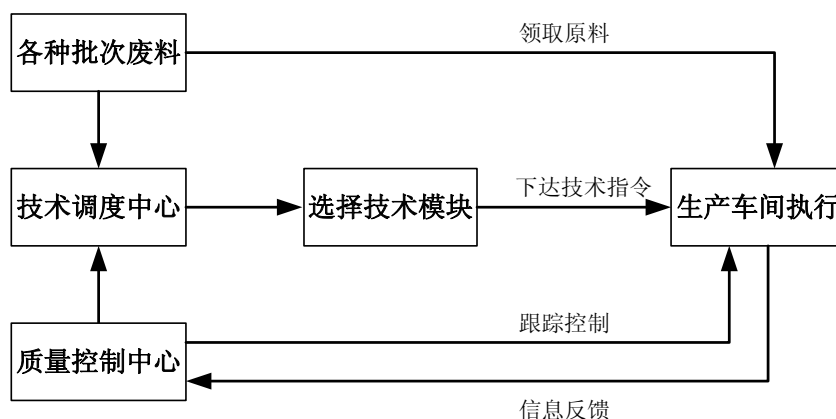 各种批次废料
领取原料
技术调度中心
选择技术模块
下达技术指令
生产车间执行
质量控制中心
跟踪控制
信息反馈